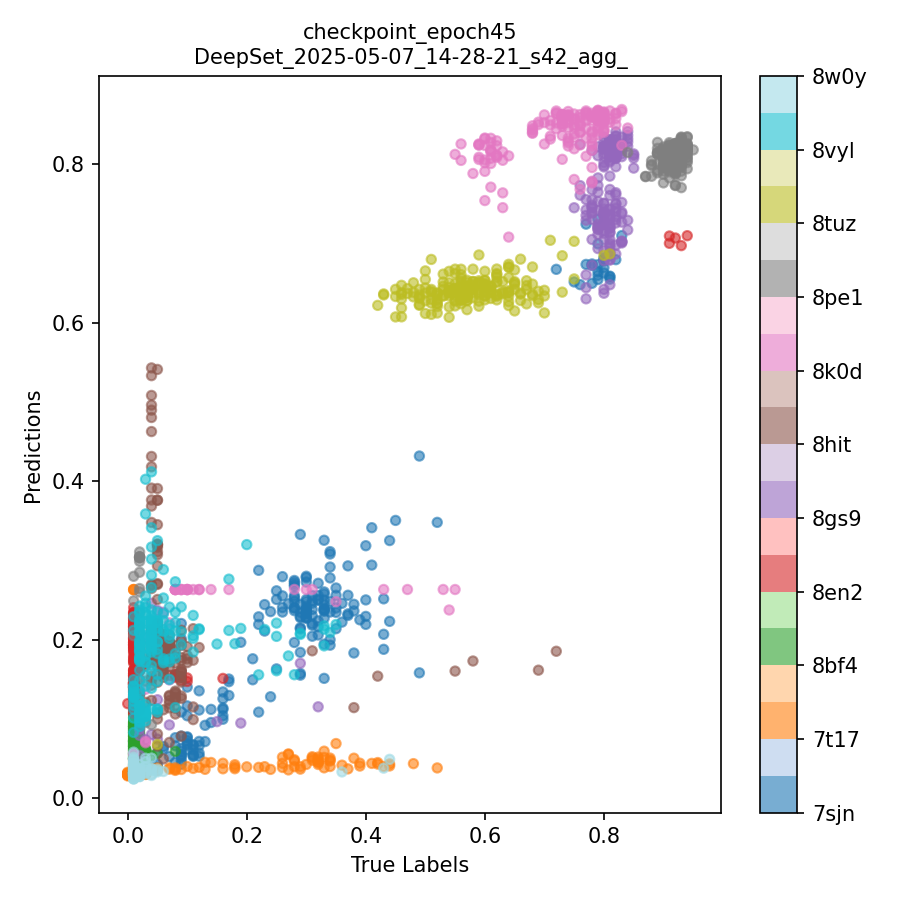 checkpoint_epoch45
DeepSet_2025-05-07_14-28-21_s42_agg_
Predictions
0.8
0.6
0.4
0.2
0.0
0.0
0.2
0.4
0.6
0.8
True Labels
8w0y
8vyl
8tuz
8pe1
8k0d
8hit
8gs9
8en2
8bf4
7t17
7sjn